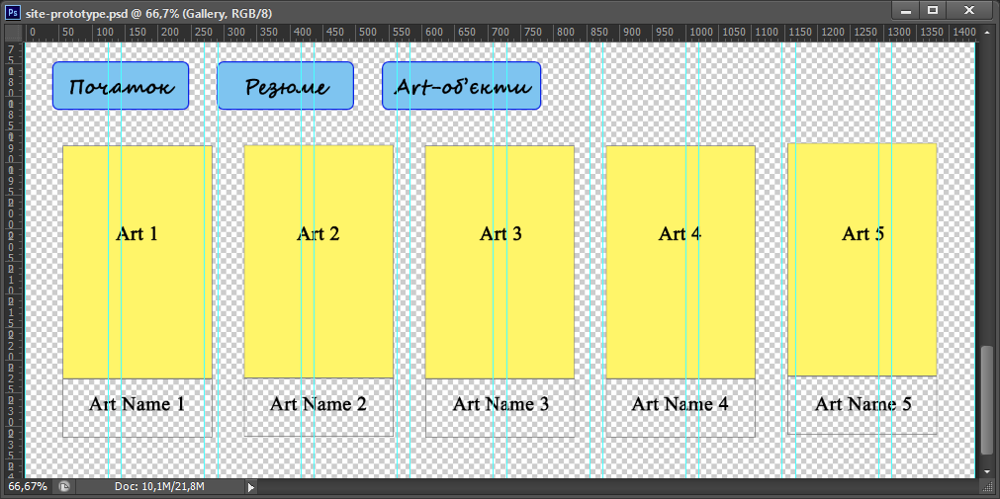 Ps site-prototype.psd @ 66,7% (Gallery, RGB/8)
0 50 100 150 200 250 300 350 400 450 500 550 600 650 700 750 800 850 900 950 1000 1050 1100 1150 1200 1250 1300 1350 1400
Початок Резюме Art-об'єкти
Art 1 Art 2 Art 3 Art 4 Art 5
Art Name 1 Art Name 2 Art Name 3 Art Name 4 Art Name 5
66,67% Doc: 10,1M/21,8M